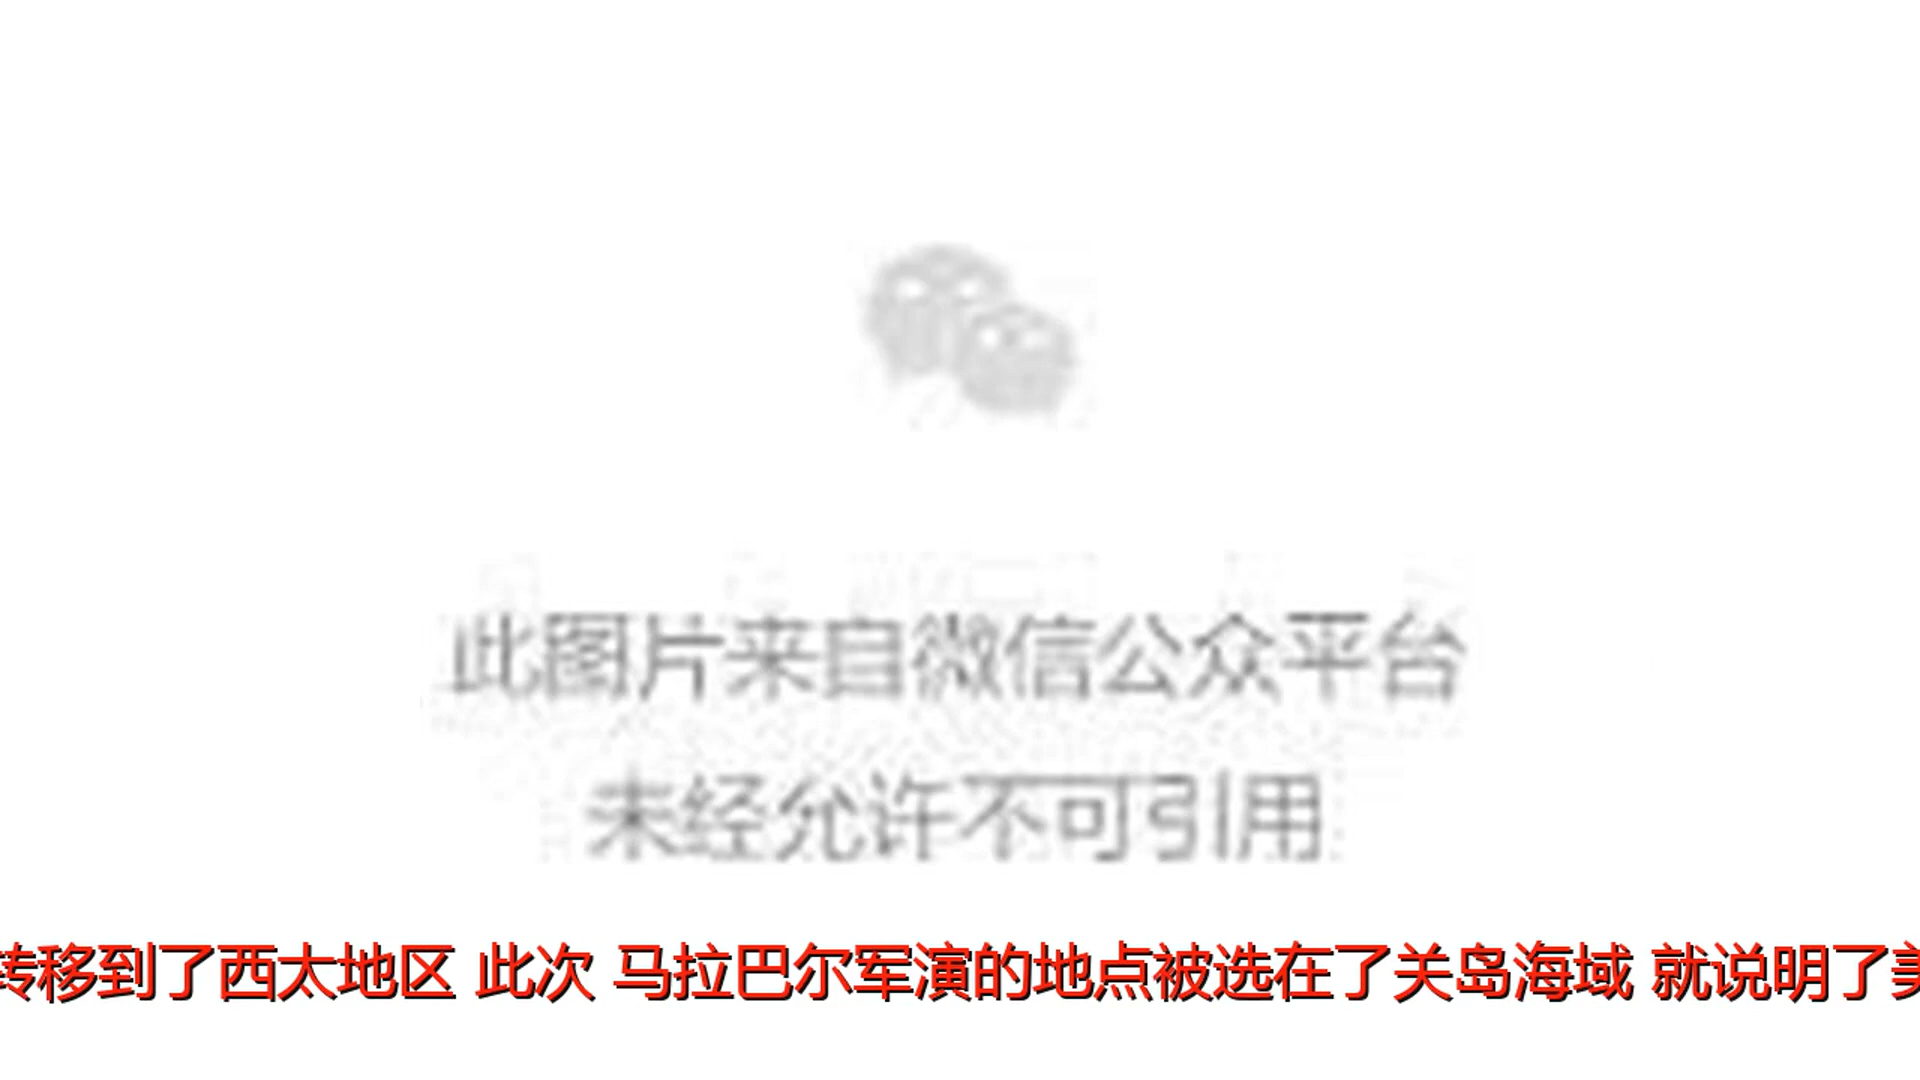 此图片来自微信公众平台
未经允许不可引用
转移到了西太地区 此次 马拉巴尔军演的地点被选在了关岛海域 就说明了美